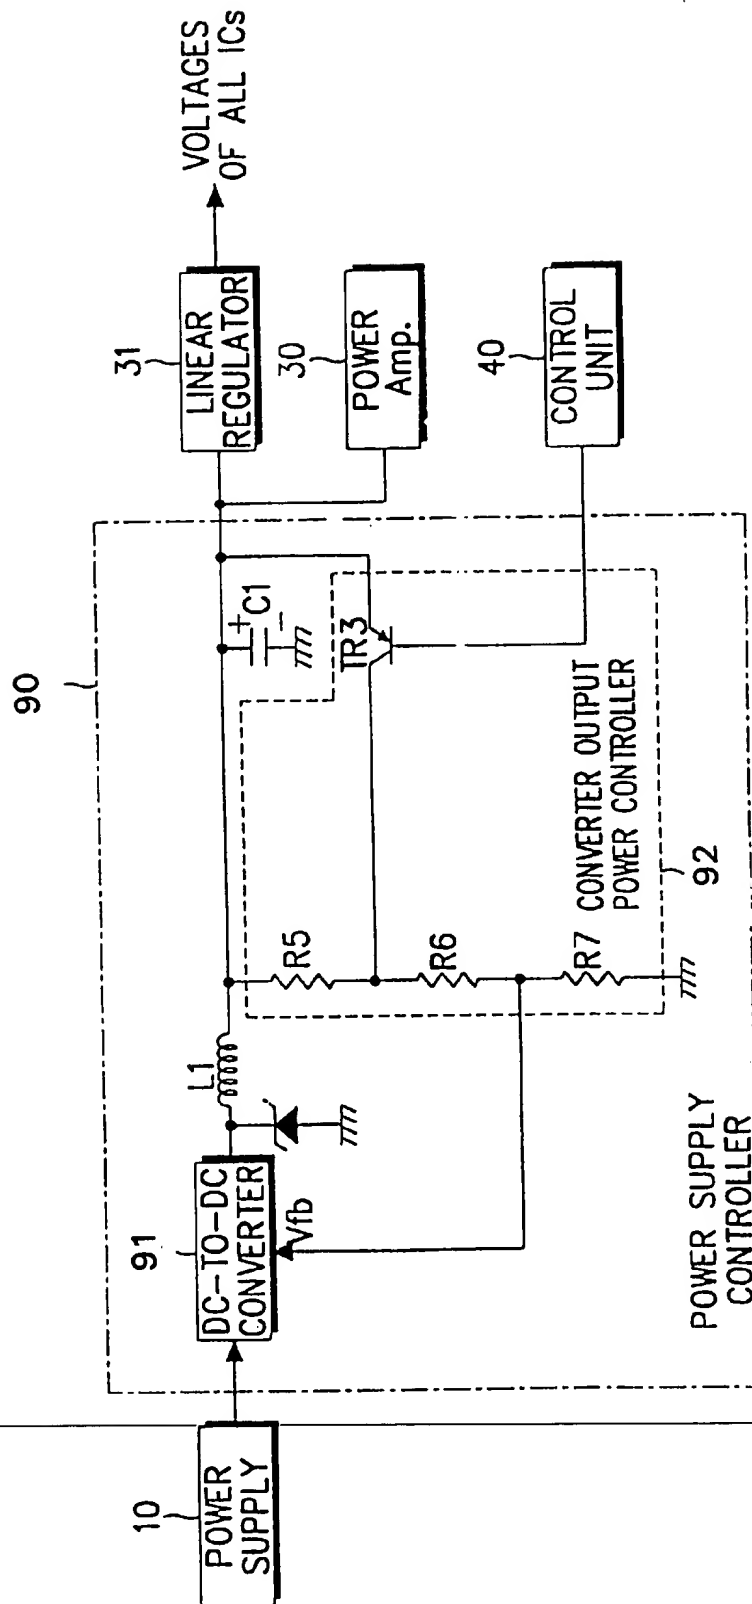 10
POWER
SUPPLY
91
DC-TO-DC
CONVERTER
Vfb
L1
90
R5
R6
R7
+
C1
-
TR3
CONVERTER OUTPUT
POWER CONTROLLER
92
POWER SUPPLY
CONTROLLER
31
LINEAR
REGULATOR
30
POWER
Amp.
40
CONTROL
UNIT
VOLTAGES
OF ALL ICs